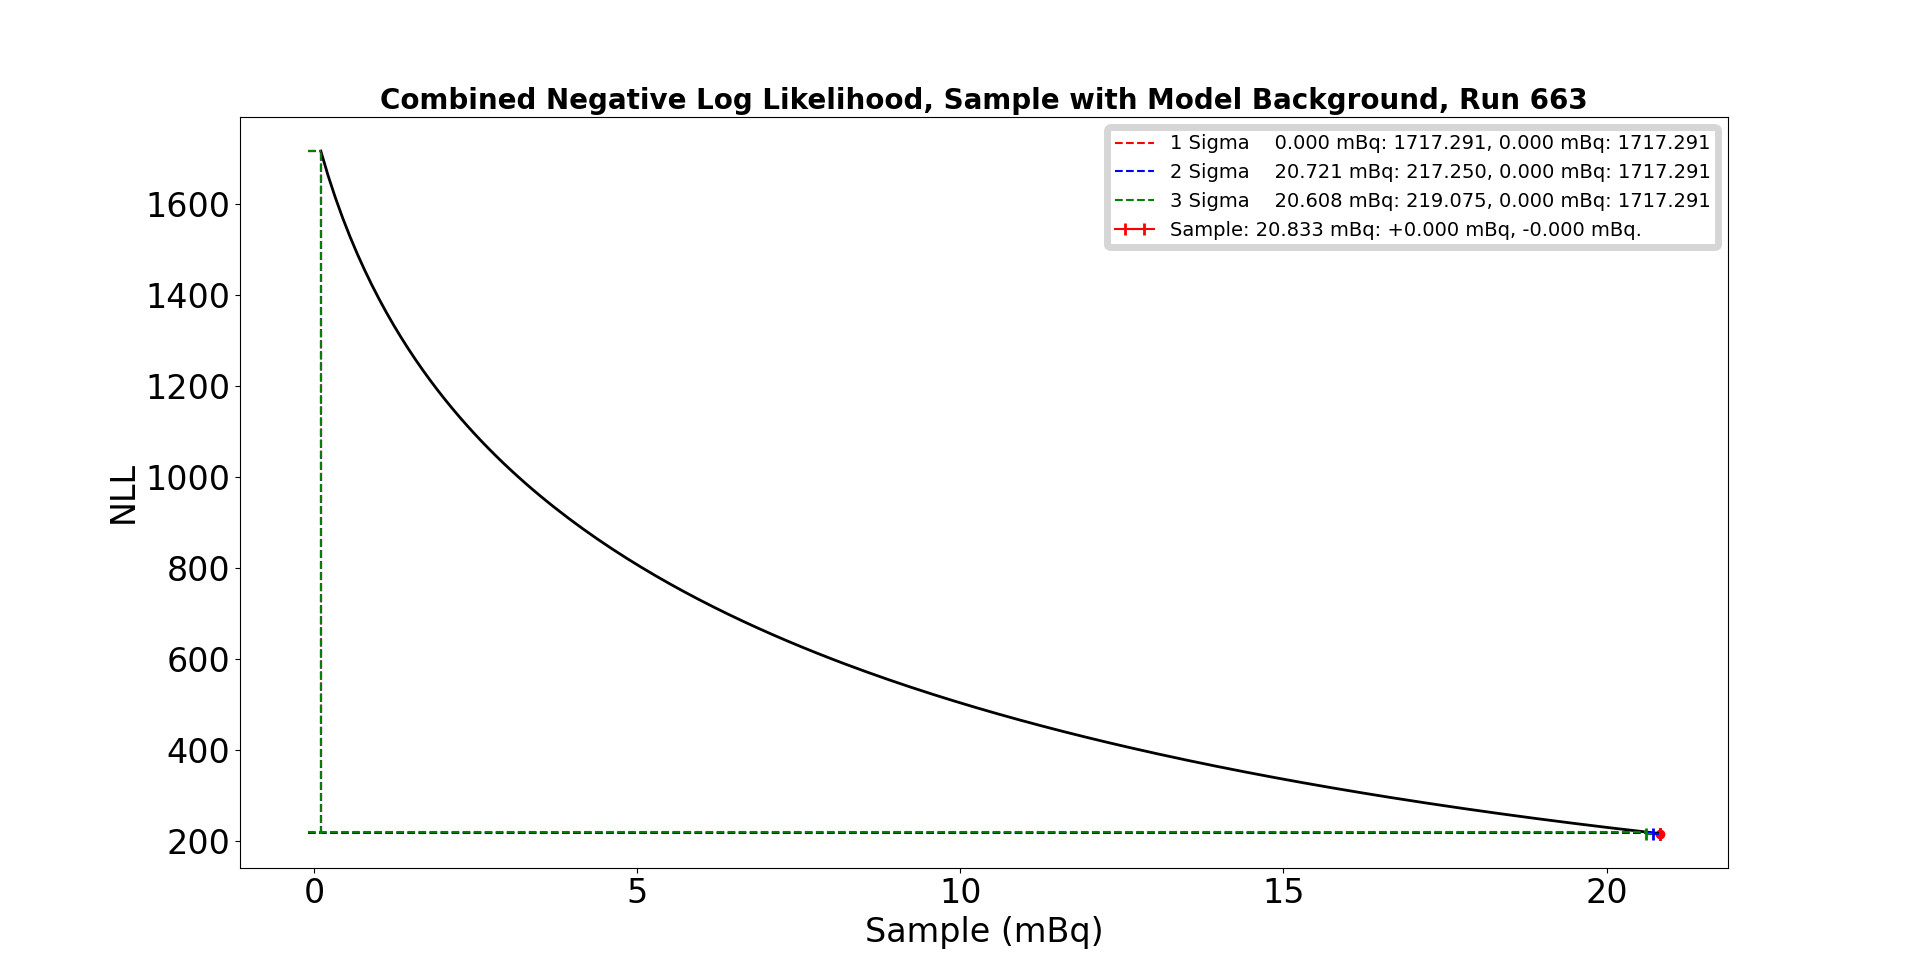 Combined Negative Log Likelihood, Sample with Model Background, Run 663
1 Sigma    0.000 mBq: 1717.291, 0.000 mBq: 1717.291
2 Sigma    20.721 mBq: 217.250, 0.000 mBq: 1717.291
3 Sigma    20.608 mBq: 219.075, 0.000 mBq: 1717.291
Sample: 20.833 mBq: +0.000 mBq, -0.000 mBq.
1600
1400
1200
1000
800
600
400
200
NLL
0 5 10 15 20
Sample (mBq)